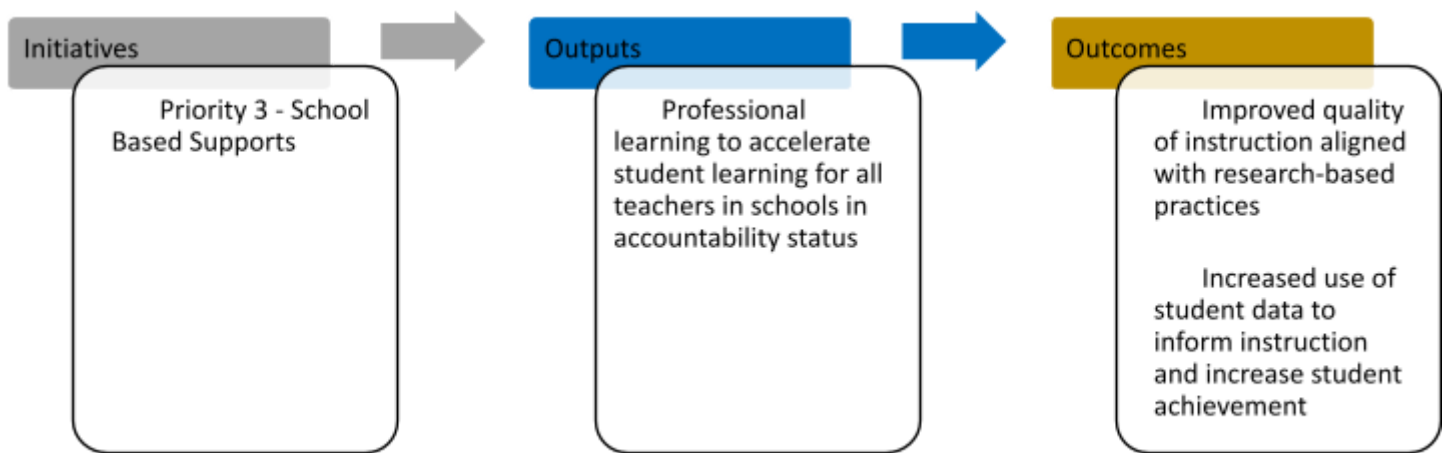 Initiatives
Priority 3 - School
Based Supports
Outputs
Professional
learning to accelerate
student learning for all
teachers in schools in
accountability status
Outcomes
Improved quality
of instruction aligned
with research-based
practices
Increased use of
student data to
inform instruction
and increase student
achievement